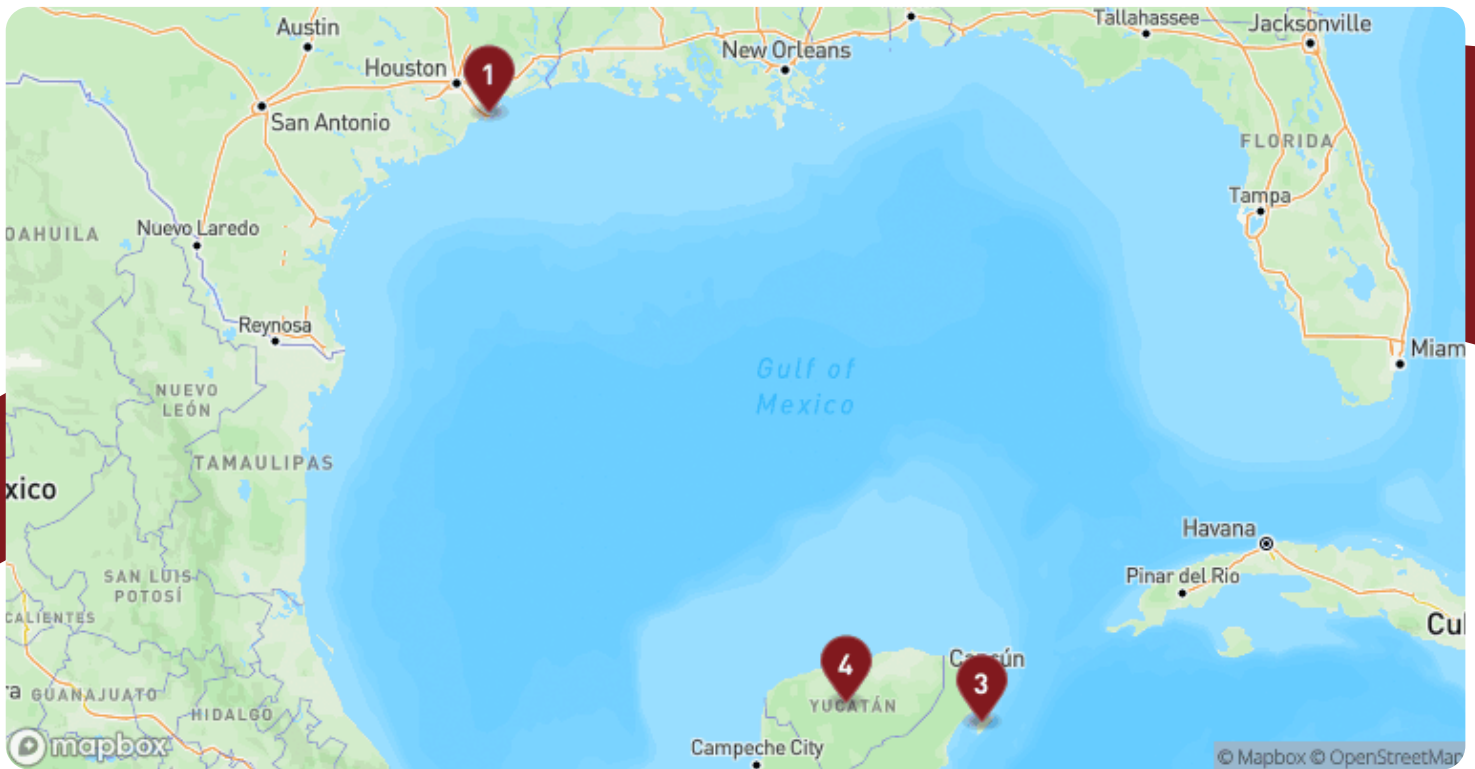 Austin
Tallahassee
Jacksonville
New Orleans
Houston
1
San Antonio
FLORIDA
Tampa
Nuevo Laredo
OAHUILA
Reynosa
Miam
Gulf of
Mexico
NUEVO
LEÓN
TAMAULIPAS
xico
Havana
Pinar del Rio
SAN LUIS
POTOSÍ
CALIENTES
Cu
4
Cancún
3
ra
GUANAJUATO
HIDALGO
YUCATÁN
Campeche City
mapbox
© Mapbox © OpenStreetMap